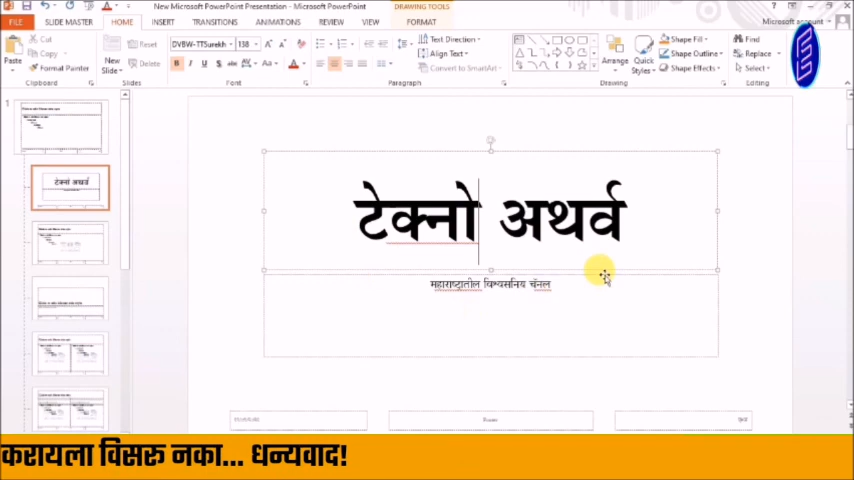 New Microsoft PowerPoint Presentation - Microsoft PowerPoint
DRAWING TOOLS
FILE SLIDE MASTER HOME INSERT TRANSITIONS ANIMATIONS REVIEW VIEW FORMAT
Microsoft account
Cut
Copy
Format Painter
Paste
New Slide
Layout
Reset
Delete
DVBW-TTSurekh 138
Text Direction
Align Text
Convert to SmartArt
Arrange
Quick Styles
Shape Fill
Shape Outline
Shape Effects
Find
Replace
Select
Clipboard Slides Font Paragraph Drawing Editing
1
टेक्नो अथर्व
महाराष्ट्रातील विश्वसनिय चॅनल
करायला विसरू नका... धन्यवाद!